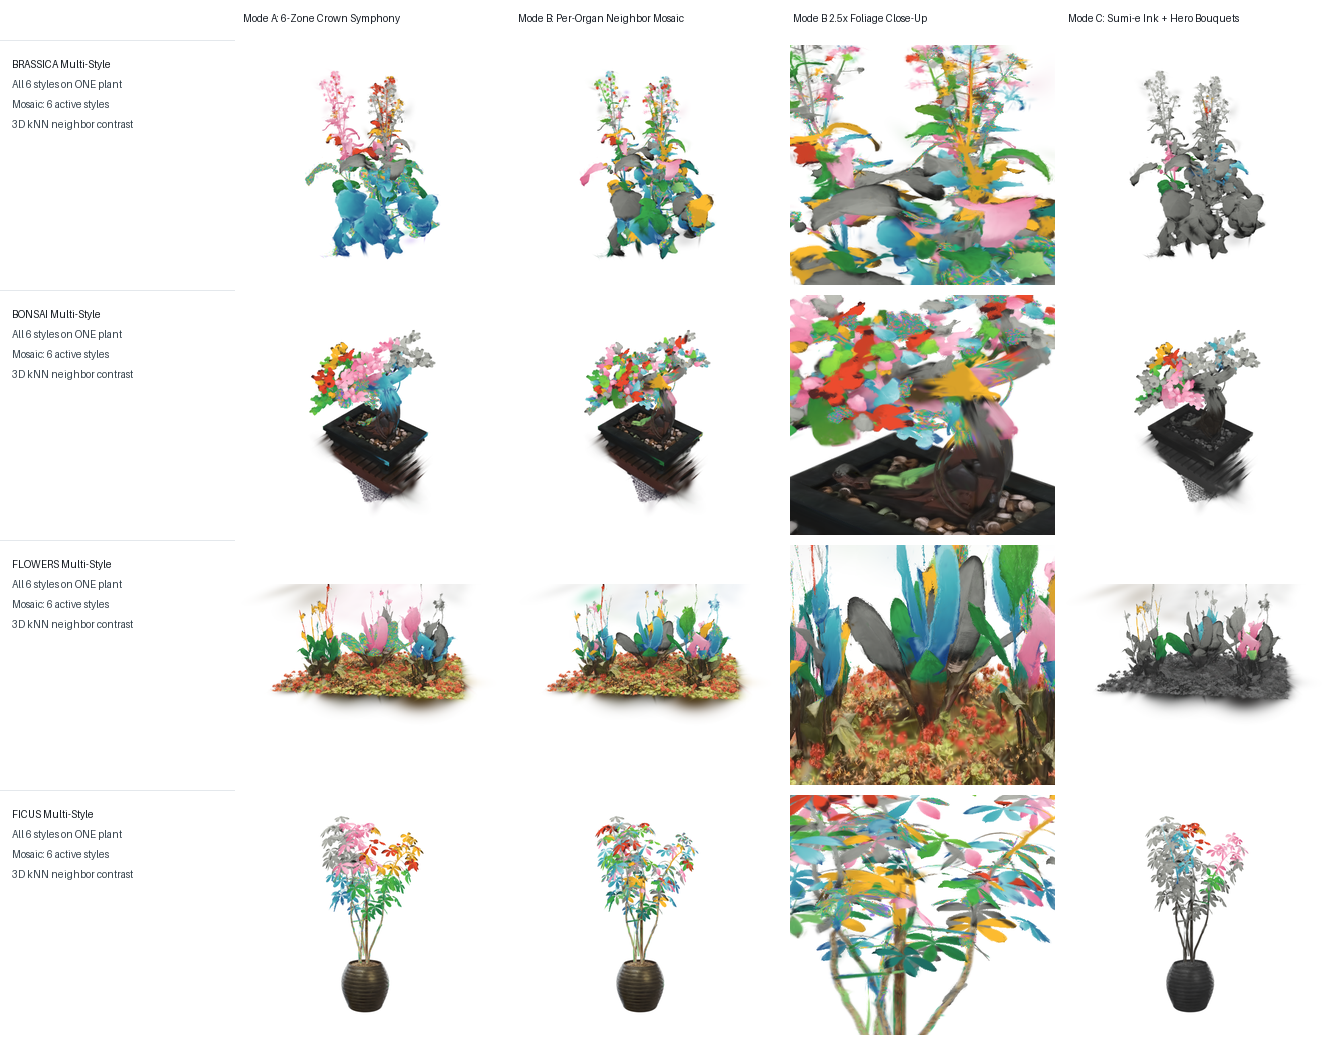 Mode A: 6-Zone Crown Symphony
Mode B: Per-Organ Neighbor Mosaic
Mode B 2.5x Foliage Close-Up
Mode C: Sumi-e Ink + Hero Bouquets
BRASSICA Multi-Style
All 6 styles on ONE plant
Mosaic: 6 active styles
3D kNN neighbor contrast
BONSAI Multi-Style
All 6 styles on ONE plant
Mosaic: 6 active styles
3D kNN neighbor contrast
FLOWERS Multi-Style
All 6 styles on ONE plant
Mosaic: 6 active styles
3D kNN neighbor contrast
FICUS Multi-Style
All 6 styles on ONE plant
Mosaic: 6 active styles
3D kNN neighbor contrast